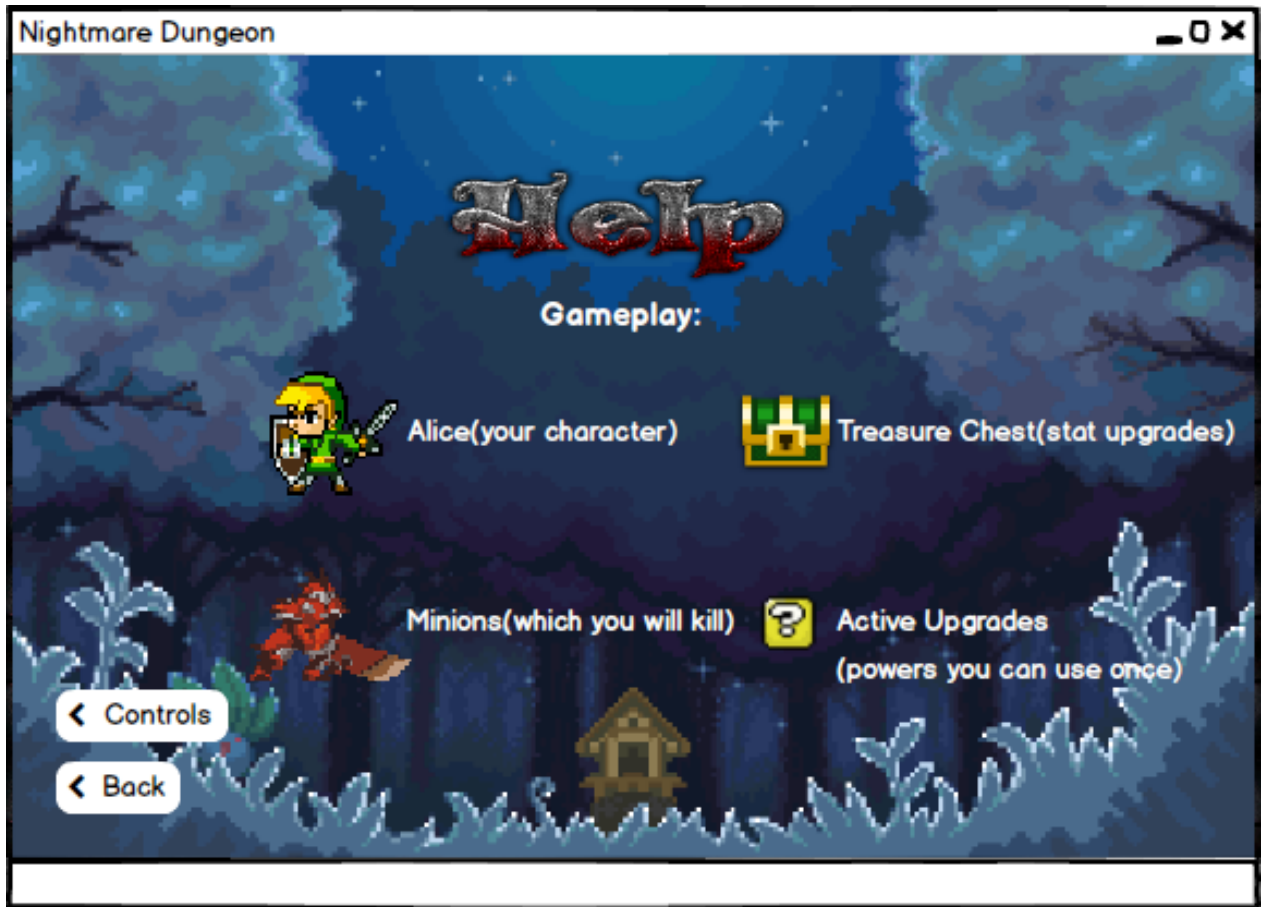 Nightmare Dungeon
Help
Gameplay:
Alice(your character)
Treasure Chest(stat upgrades)
Minions(which you will kill)
?
Active Upgrades
(powers you can use once)
Controls
Back